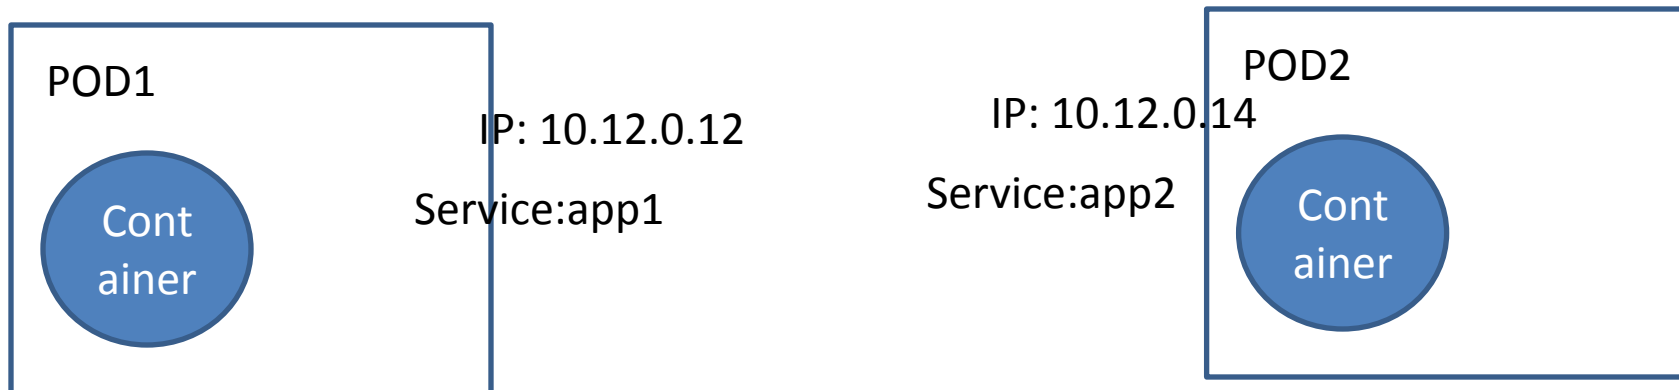 POD1
IP: 10.12.0.12
Service:app1
Cont
ainer
POD2
IP: 10.12.0.14
Service:app2
Cont
ainer